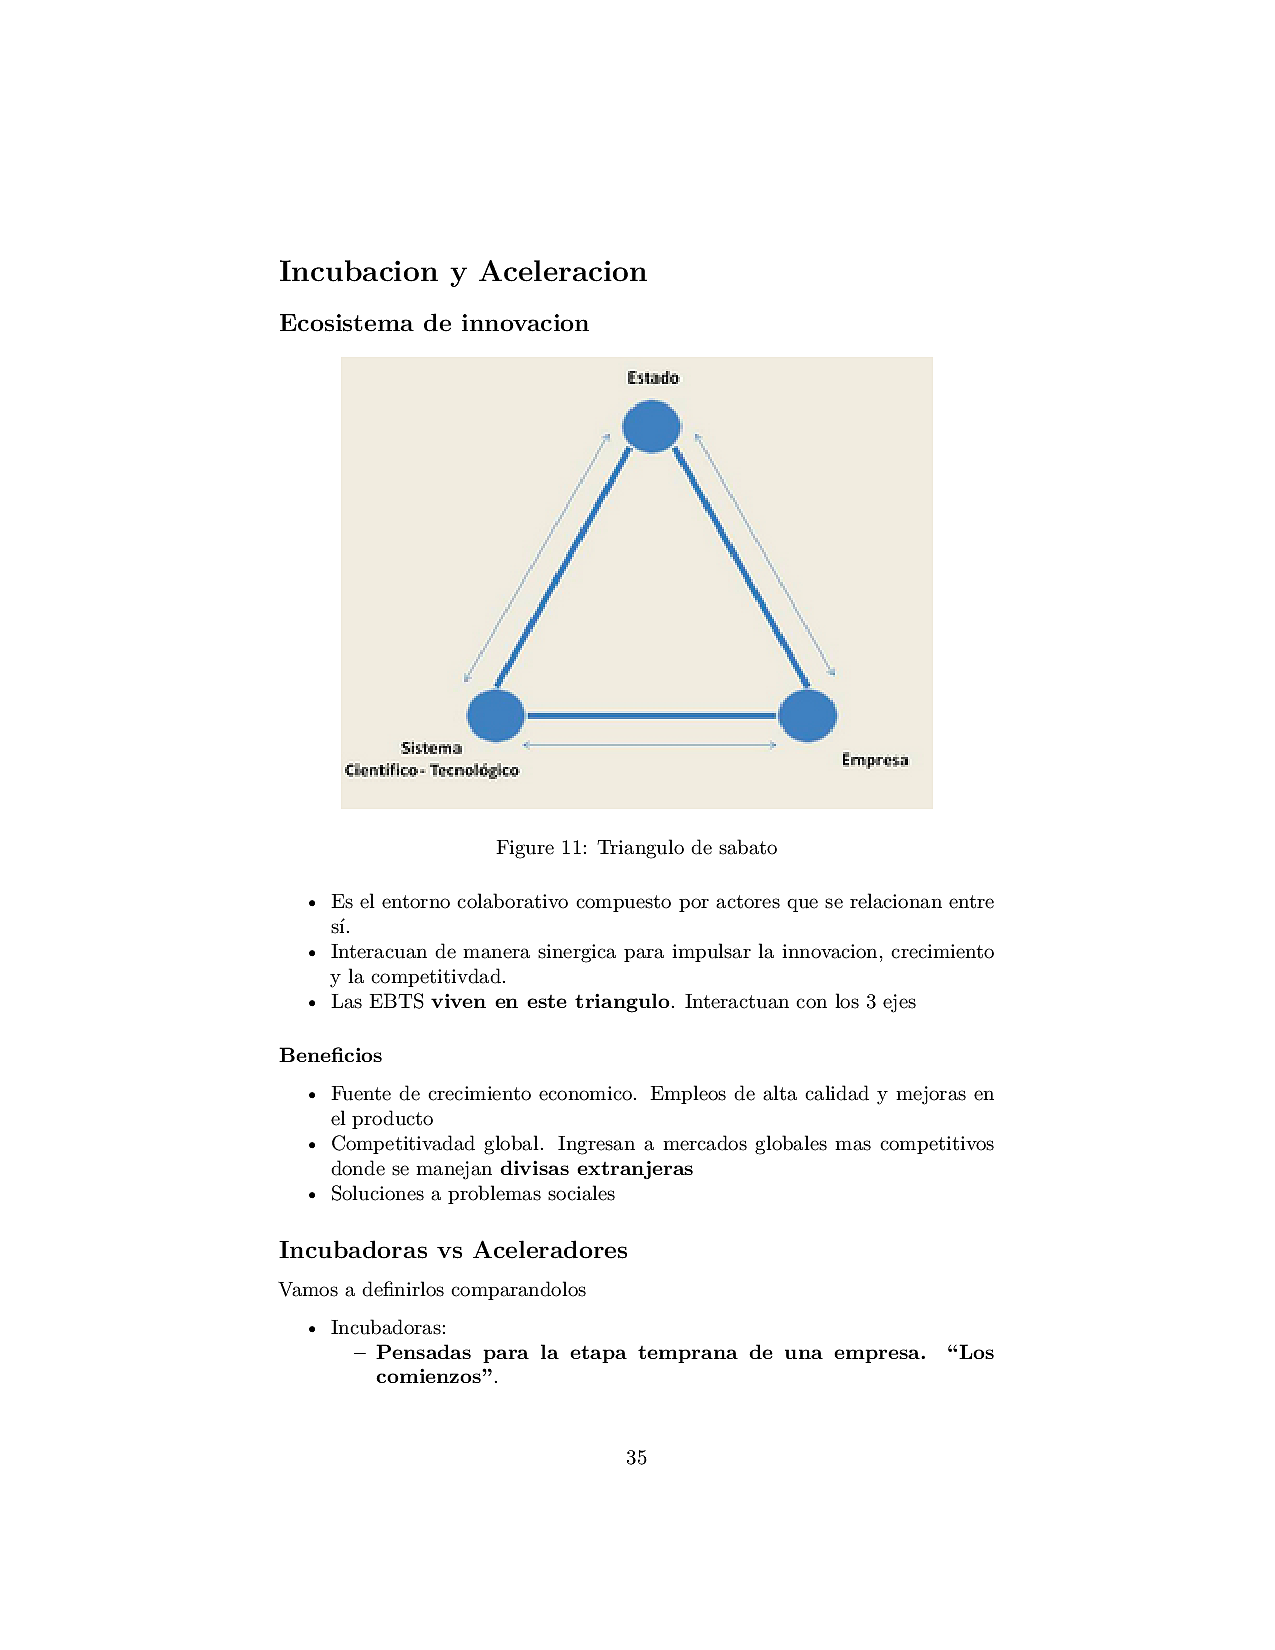 Incubacion y Aceleracion
Ecosistema de innovacion
Estado
Sistema
Científico - Tecnológico
Empresa
Figure 11: Triangulo de sabato
• Es el entorno colaborativo compuesto por actores que se relacionan entre
sí.
• Interacuan de manera sinergica para impulsar la innovacion, crecimiento
y la competitivdad.
• Las EBTS viven en este triangulo. Interactuan con los 3 ejes
Beneficios
• Fuente de crecimiento economico. Empleos de alta calidad y mejoras en
el producto
• Competitivadad global. Ingresan a mercados globales mas competitivos
donde se manejan divisas extranjeras
• Soluciones a problemas sociales
Incubadoras vs Aceleradores
Vamos a definirlos comparandolos
• Incubadoras:
– Pensadas para la etapa temprana de una empresa. “Los
comienzos”.
35